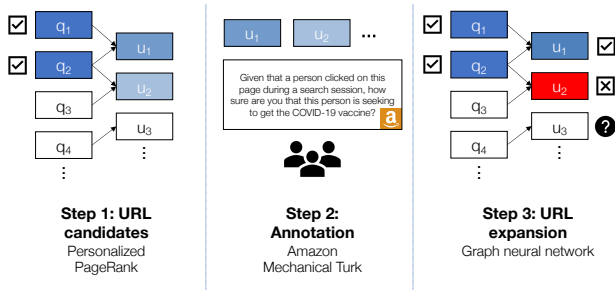 q1
q2
q3
q4
⋮
u1
u2
u3
⋮
Step 1: URL
candidates
Personalized
PageRank
u1
u2
...
Given that a person clicked on this
page during a search session, how
sure are you that this person is seeking
to get the COVID-19 vaccine?
a
Step 2:
Annotation
Amazon
Mechanical Turk
q1
q2
q3
q4
⋮
u1
u2
u3
?
⋮
Step 3: URL
expansion
Graph neural network